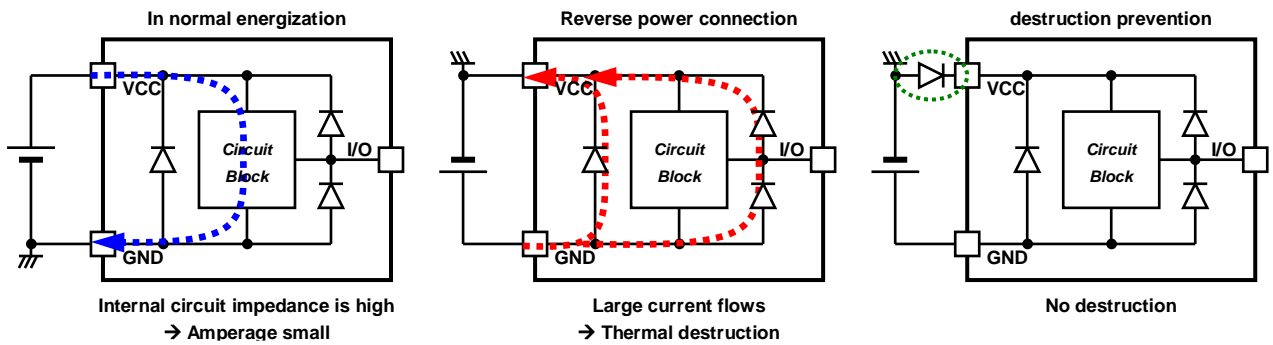 In normal energization
VCC
Circuit
Block
I/O
GND
Internal circuit impedance is high
→ Amperage small
Reverse power connection
VCC
Circuit
Block
I/O
GND
Large current flows
→ Thermal destruction
destruction prevention
VCC
Circuit
Block
I/O
GND
No destruction